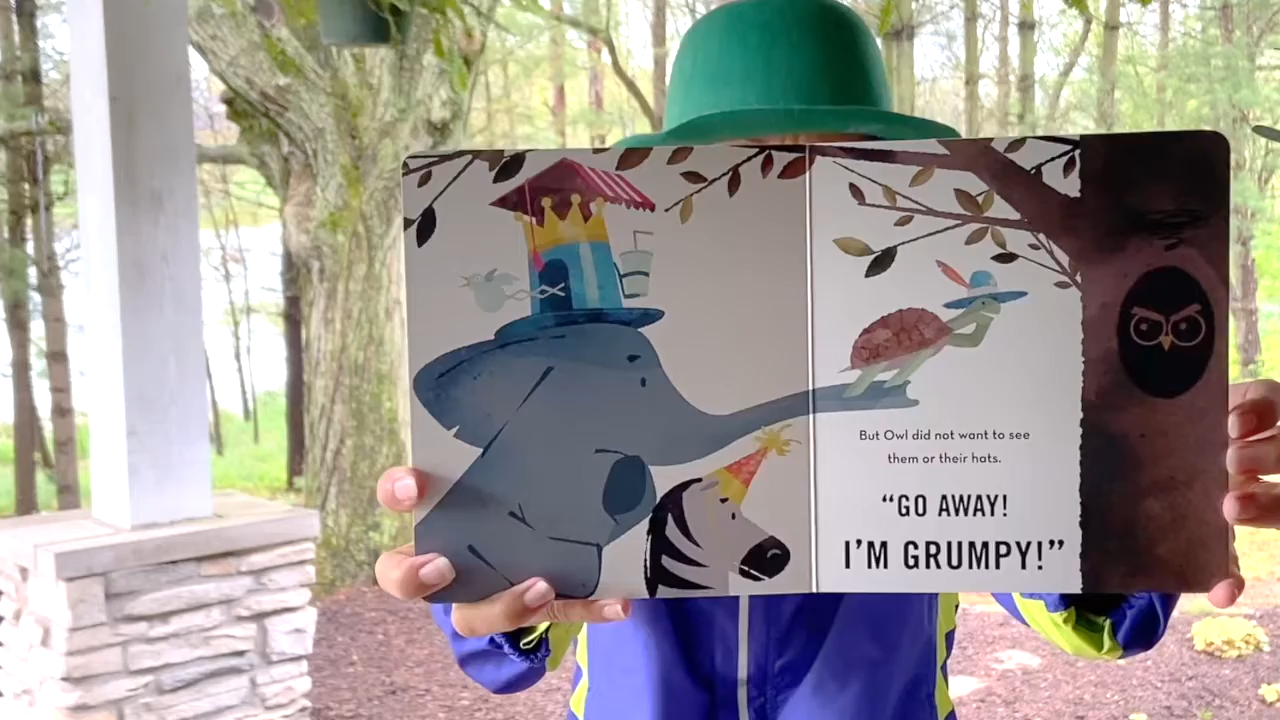 But Owl did not want to see
them or their hats.
“GO AWAY!
I’M GRUMPY!”